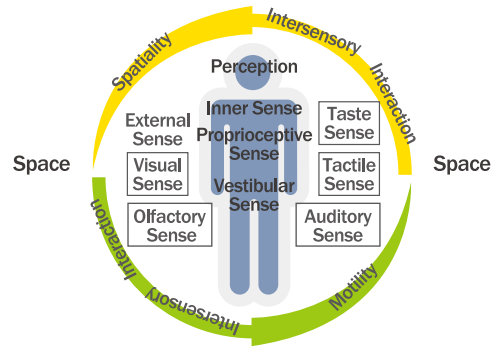 Spatiality
Intersensory
Interaction
Perception
Inner Sense
Proprioceptive
Sense
Vestibular
Sense
External
Sense
Visual
Sense
Olfactory
Sense
Taste
Sense
Tactile
Sense
Auditory
Sense
Space
Space
Interaction
Intersensory
Motility